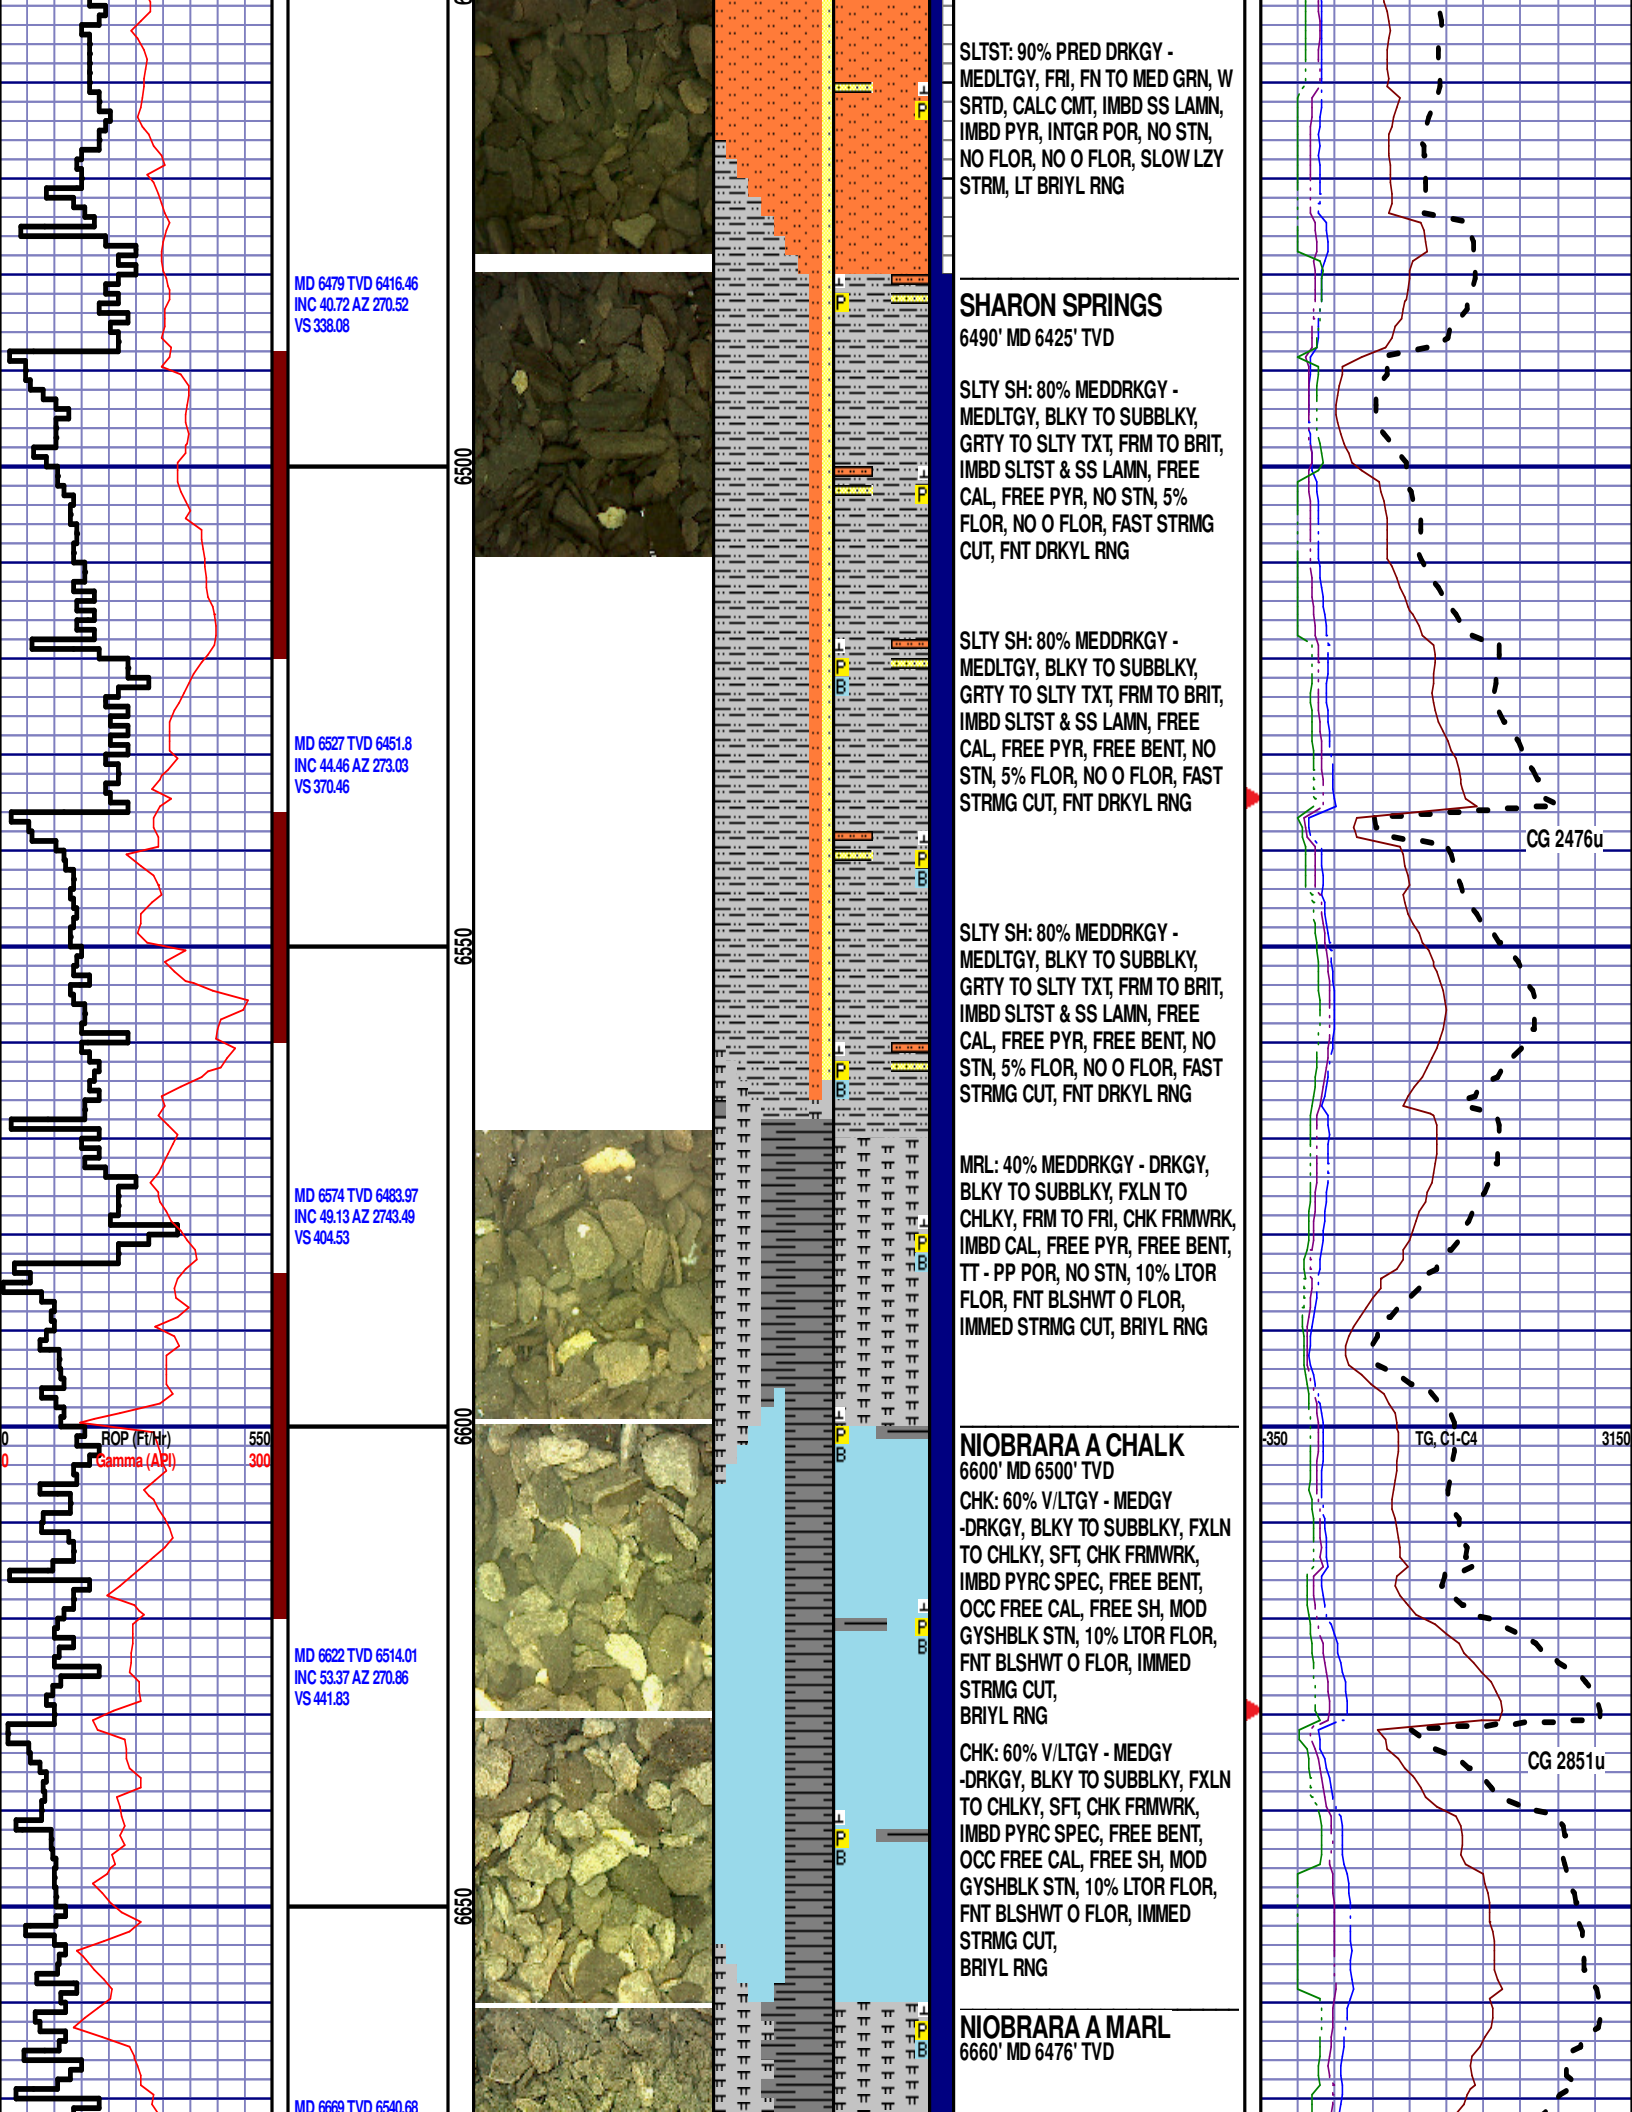 SLTST: 90% PRED DRKGY -
MEDLTGY, FRI, FN TO MED GRN, W
SRTD, CALC CMT, IMBD SS LAMN,
IMBD PYR, INTGR POR, NO STN,
NO FLOR, NO O FLOR, SLOW LZY
STRM, LT BRIYL RNG
P
MD 6479 TVD 6416.46
INC 40.72 AZ 270.52
VS 338.08
P
SHARON SPRINGS
6490' MD 6425' TVD
SLTY SH: 80% MEDDRKGY -
MEDLTGY, BLKY TO SUBBLKY,
GRTY TO SLTY TXT, FRM TO BRIT,
IMBD SLTST & SS LAMN, FREE
CAL, FREE PYR, NO STN, 5%
FLOR, NO O FLOR, FAST STRMG
CUT, FNT DRKYL RNG
6500
P
SLTY SH: 80% MEDDRKGY -
MEDLTGY, BLKY TO SUBBLKY,
GRTY TO SLTY TXT, FRM TO BRIT,
IMBD SLTST & SS LAMN, FREE
CAL, FREE PYR, FREE BENT, NO
STN, 5% FLOR, NO O FLOR, FAST
STRMG CUT, FNT DRKYL RNG
P
B
MD 6527 TVD 6451.8
INC 44.46 AZ 273.03
VS 370.46
CG 2476u
P
B
6550
SLTY SH: 80% MEDDRKGY -
MEDLTGY, BLKY TO SUBBLKY,
GRTY TO SLTY TXT, FRM TO BRIT,
IMBD SLTST & SS LAMN, FREE
CAL, FREE PYR, FREE BENT, NO
STN, 5% FLOR, NO O FLOR, FAST
STRMG CUT, FNT DRKYL RNG
P
B
MRL: 40% MEDDRKGY - DRKGY,
BLKY TO SUBBLKY, FXLN TO
CHLKY, FRM TO FRI, CHK FRMWRK,
IMBD CAL, FREE PYR, FREE BENT,
TT - PP POR, NO STN, 10% LTOR
FLOR, FNT BLSHWT O FLOR,
IMMED STRMG CUT, BRIYL RNG
MD 6574 TVD 6483.97
INC 49.13 AZ 2743.49
VS 404.53
P
B
6600
0 ROP (Ft/Hr) 550
0 Gamma (API) 300
P
B
-350 TG, C1-C4 3150
NIOBRARA A CHALK
6600' MD 6500' TVD
CHK: 60% V/LTGY - MEDGY
-DRKGY, BLKY TO SUBBLKY, FXLN
TO CHLKY, SFT, CHK FRMWRK,
IMBD PYRC SPEC, FREE BENT,
OCC FREE CAL, FREE SH, MOD
GYSHBLK STN, 10% LTOR FLOR,
FNT BLSHWT O FLOR, IMMED
STRMG CUT,
BRIYL RNG
P
B
MD 6622 TVD 6514.01
INC 53.37 AZ 270.86
VS 441.83
CG 2851u
CHK: 60% V/LTGY - MEDGY
-DRKGY, BLKY TO SUBBLKY, FXLN
TO CHLKY, SFT, CHK FRMWRK,
IMBD PYRC SPEC, FREE BENT,
OCC FREE CAL, FREE SH, MOD
GYSHBLK STN, 10% LTOR FLOR,
FNT BLSHWT O FLOR, IMMED
STRMG CUT,
BRIYL RNG
P
B
6650
NIOBRARA A MARL
6660' MD 6476' TVD
P
B
MD 6669 TVD 6540.68